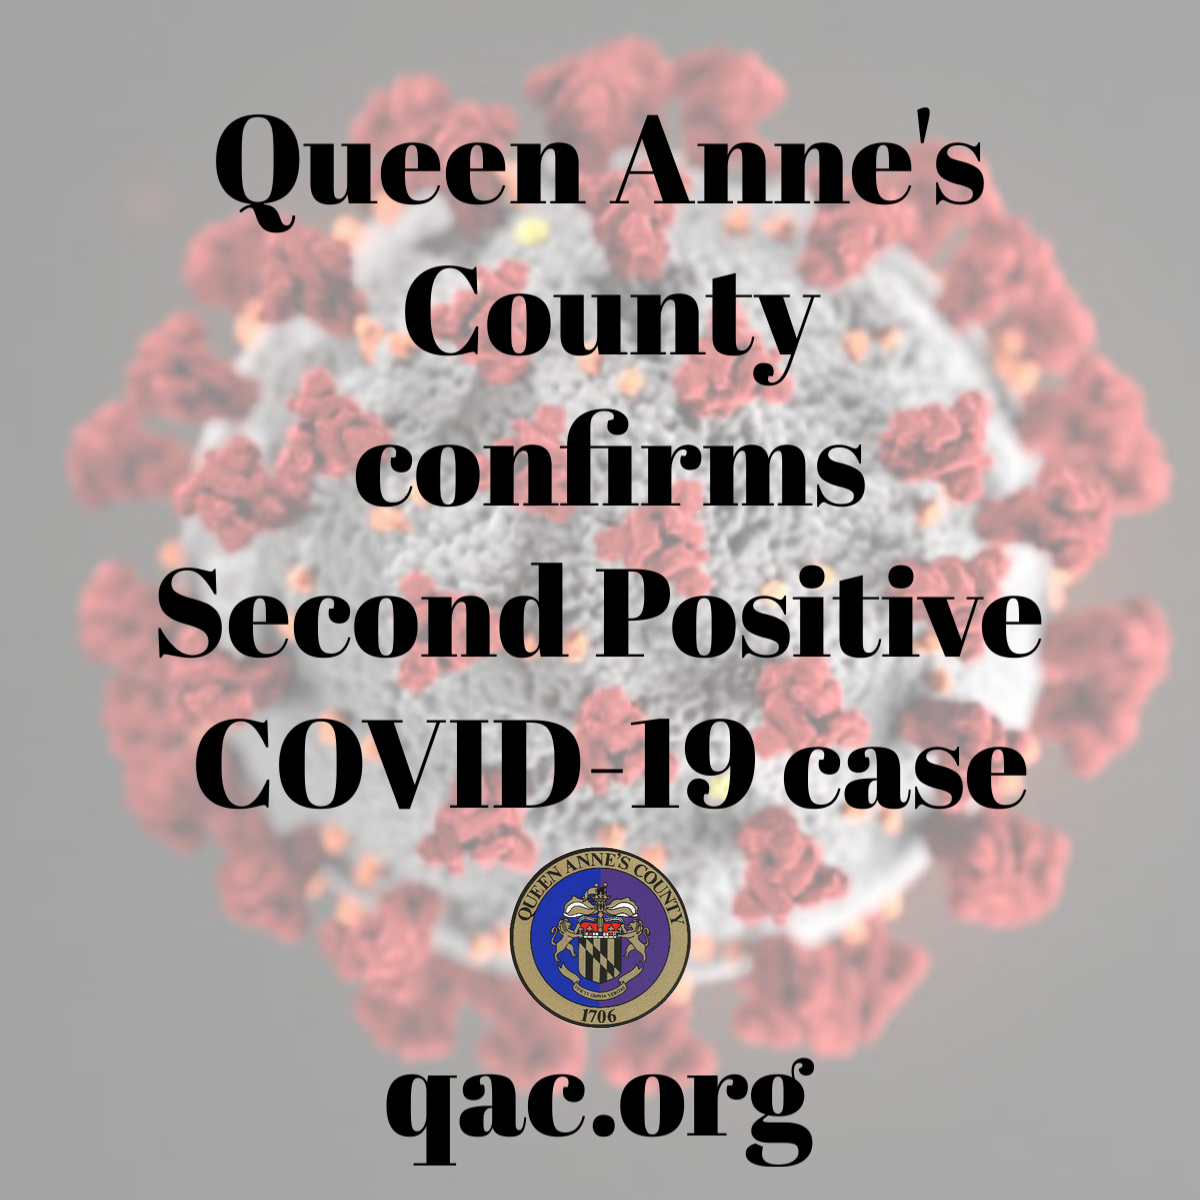 Queen Anne's
County
confirms
Second Positive
COVID-19 case
QUEEN ANNE'S COUNTY
1706
qac.org